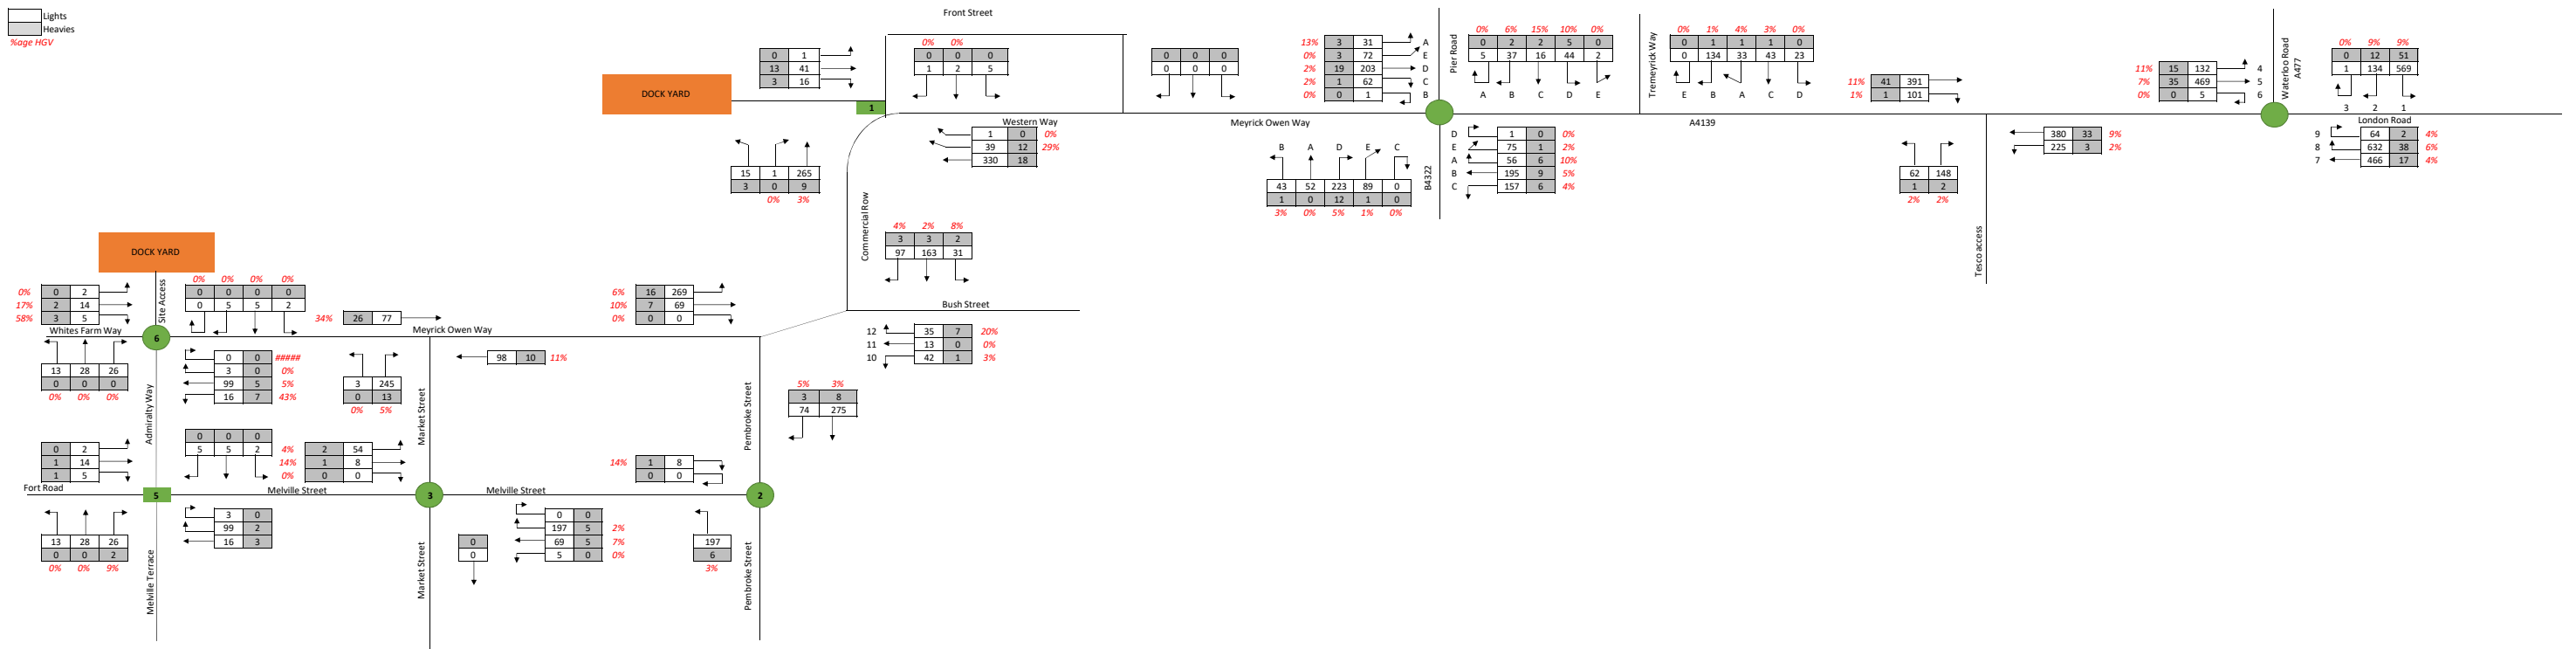 Lights
Heavies
%age HGV
Front Street
DOCK YARD
0 1
13 41
3 16
1
0% 0%
0 0 0
1 2 5
0 0 0
0 0 0
13% 3 31 A
0% 3 72 E
2% 19 203 D
2% 1 62 C
0% 0 1 B
Pier Road
0% 6% 15% 10% 0%
0 2 2 5 0
5 37 16 44 2
A B C D E
Tremeyrick Way
0% 1% 4% 3% 0%
0 1 1 1 0
0 134 33 43 23
E B A C D
11% 41 391
1% 1 101
11% 15 132 4
7% 35 469 5
0% 0 5 6
Waterloo Road
A477
0% 9% 9%
0 12 51
1 134 569
3 2 1
Western Way
1 0 0%
39 12 29%
330 18
Meyrick Owen Way
A4139
London Road
15 1 265
3 0 9
0% 3%
B A D E C
43 52 223 89 0
1 0 12 1 0
3% 0% 5% 1% 0%
B4322
D 1 0 0%
E 75 1 2%
A 56 6 10%
B 195 9 5%
C 157 6 4%
62 148
1 2
2% 2%
380 33 9%
225 3 2%
9 64 2 4%
8 632 38 6%
7 466 17 4%
Commercial Row
4% 2% 8%
3 3 2
97 163 31
Tesco access
DOCK YARD
Site Access
0% 0 2
17% 2 14
58% 3 5
0% 0% 0% 0%
0 0 0 0
0 5 5 2
34% 26 77
6% 16 269
10% 7 69
0% 0 0
Bush Street
Whites Farm Way
6
Meyrick Owen Way
12 35 7 20%
11 13 0 0%
10 42 1 3%
13 28 26
0 0 0
0% 0% 0%
0 0 #####
3 0 0%
99 5 5%
16 7 43%
3 245
0 13
0% 5%
98 10 11%
5% 3%
3 8
74 275
Admiralty Way
Market Street
Pembroke Street
0 2
1 14
1 5
0 0 0
5 5 2
4% 2 54
14% 1 8
0% 0 0
14% 1 8
0 0
Fort Road
5
Melville Street
3
Melville Street
2
13 28 26
0 0 2
0% 0% 9%
3 0
99 2
16 3
0
0
0 0
197 5 2%
69 5 7%
5 0 0%
197
6
3%
Melville Terrace
Market Street
Pembroke Street